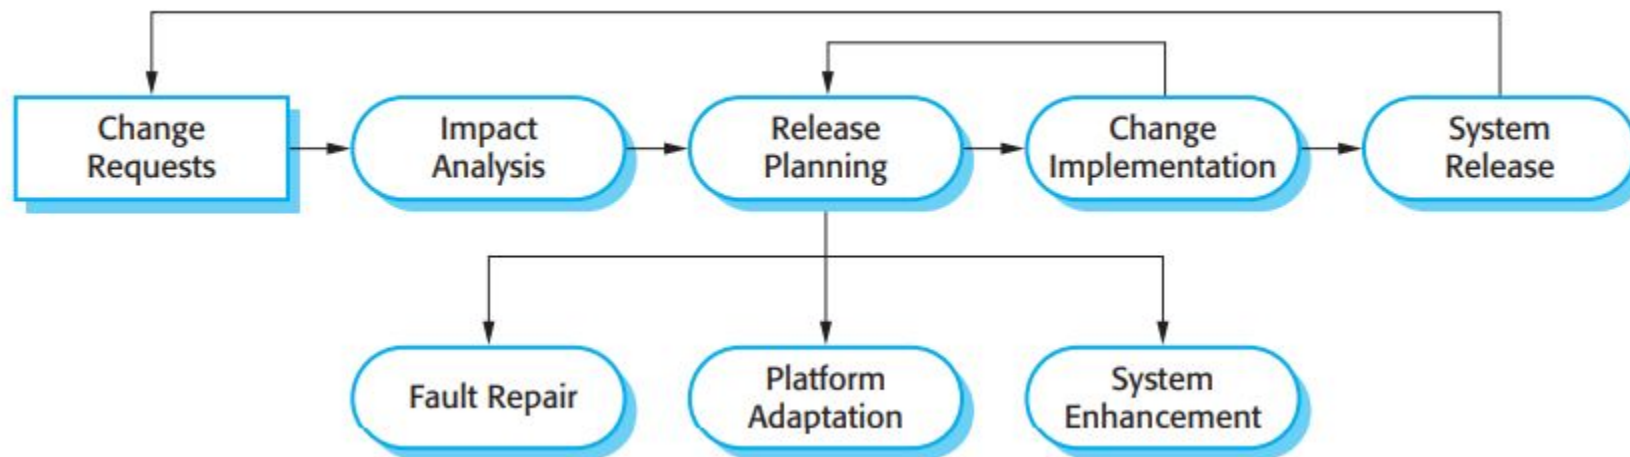 Change
Requests
Impact
Analysis
Release
Planning
Change
Implementation
System
Release
Fault Repair
Platform
Adaptation
System
Enhancement